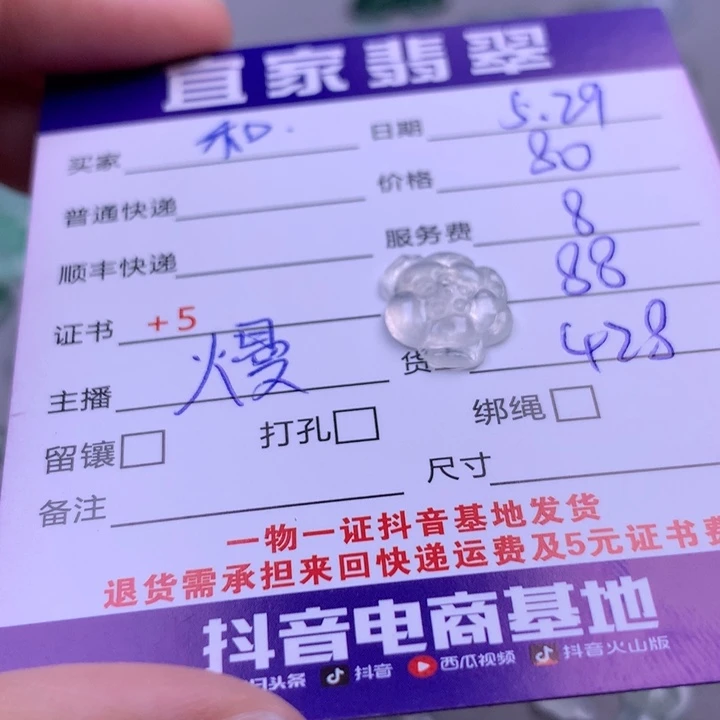 宜家翡翠
买家 和. 日期 5.29
普通快递 价格 80
顺丰快递 服务费 8
88
证书 +5
主播 熳 货 428
留镶 打孔 绑绳
备注 尺寸
一物一证抖音基地发货
退货需承担来回快递运费及5元证书费
抖音电商基地
头条 抖音 西瓜视频 抖音火山版